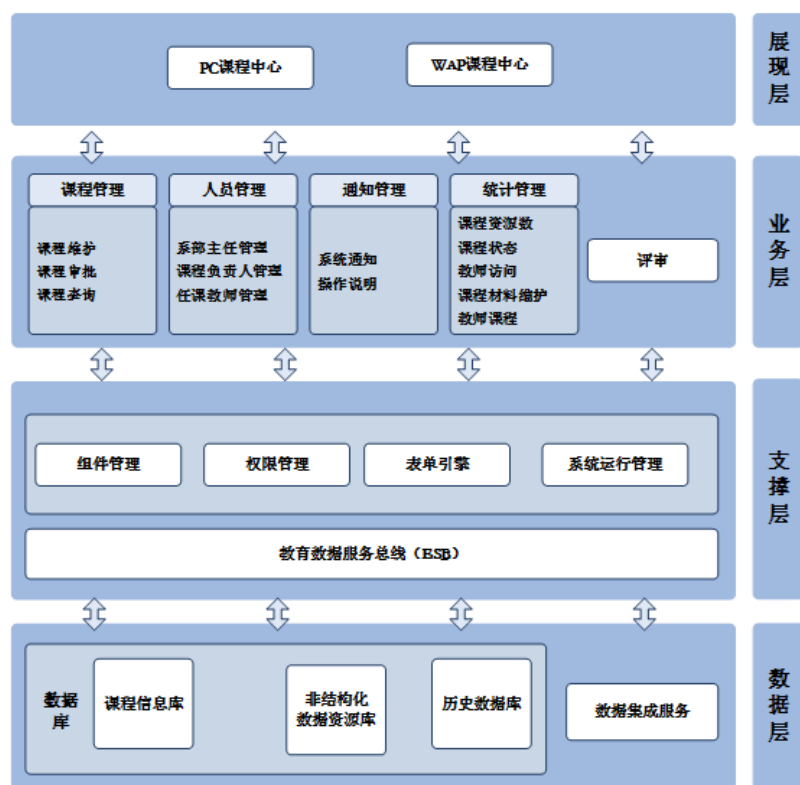 PC课程中心
WAP课程中心
展现层
课程管理
人员管理
通知管理
统计管理
课程维护
课程审批
课程查询
系部主任管理
课程负责人管理
任课教师管理
系统通知
操作说明
课程资源数
课程状态
教师访问
课程材料维护
教师课程
评审
业务层
组件管理
权限管理
表单引擎
系统运行管理
教育数据服务总线（ESB）
支撑层
数据
库
课程信息库
非结构化
数据资源库
历史数据库
数据集成服务
数据层